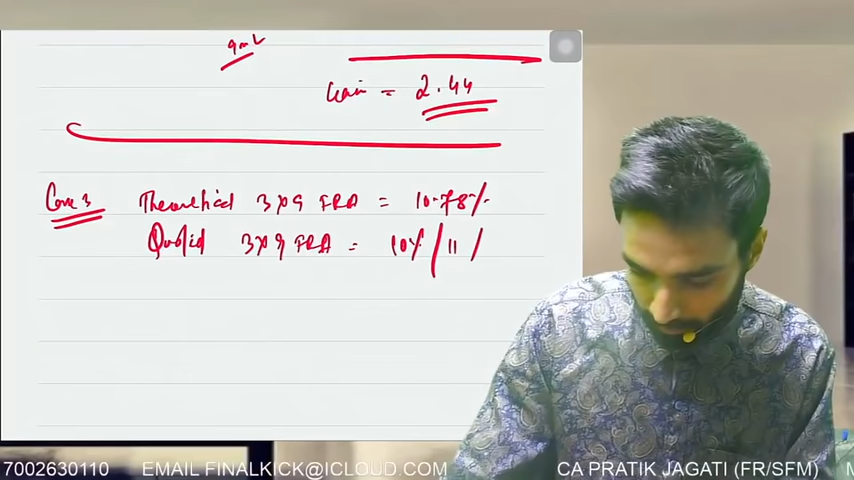 Gain = 2.44
Case 3 Theoretical 3x9 FRA = 10.78%
Quoted 3x9 FRA = 10% / 11
7002630110 EMAIL FINALKICK@ICLOUD.COM CA PRATIK JAGATI (FR/SFM)